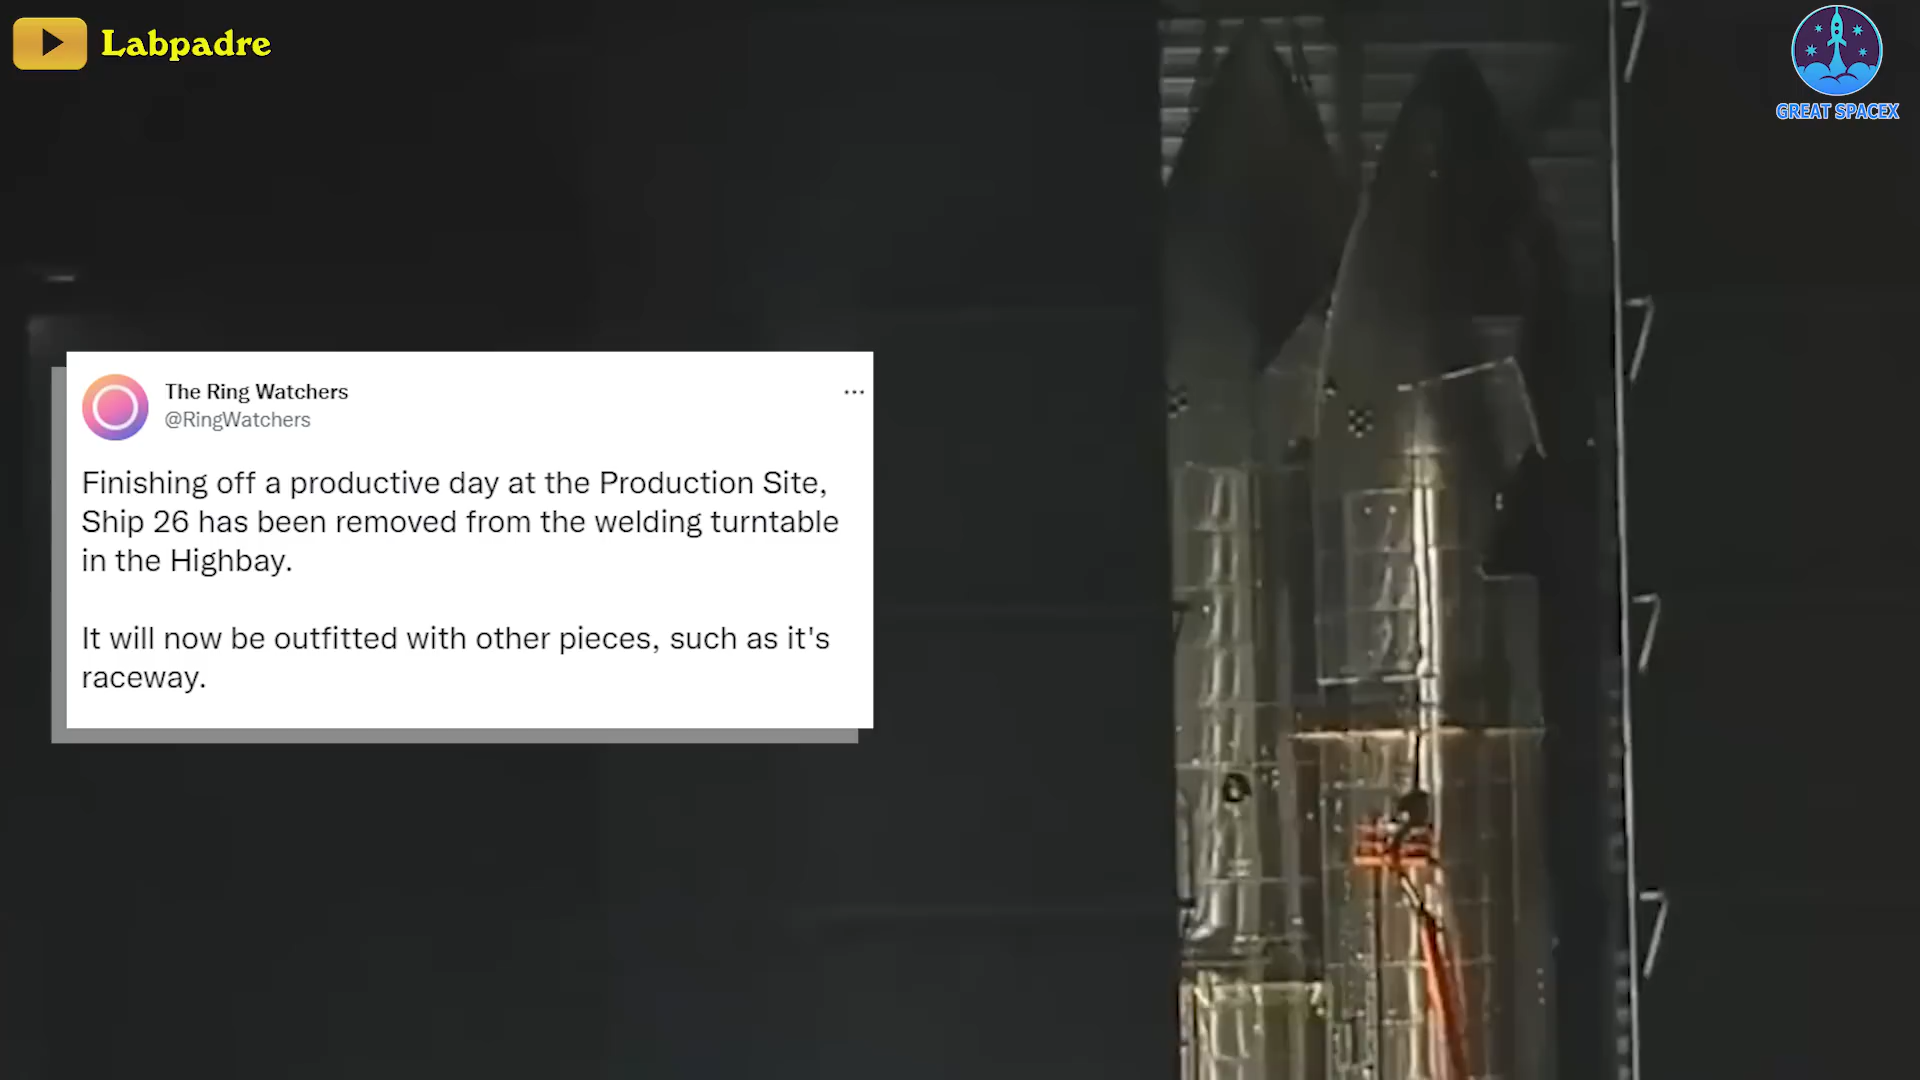 Labpadre
GREAT SPACEX
The Ring Watchers
@RingWatchers
Finishing off a productive day at the Production Site,
Ship 26 has been removed from the welding turntable
in the Highbay.
It will now be outfitted with other pieces, such as it's
raceway.